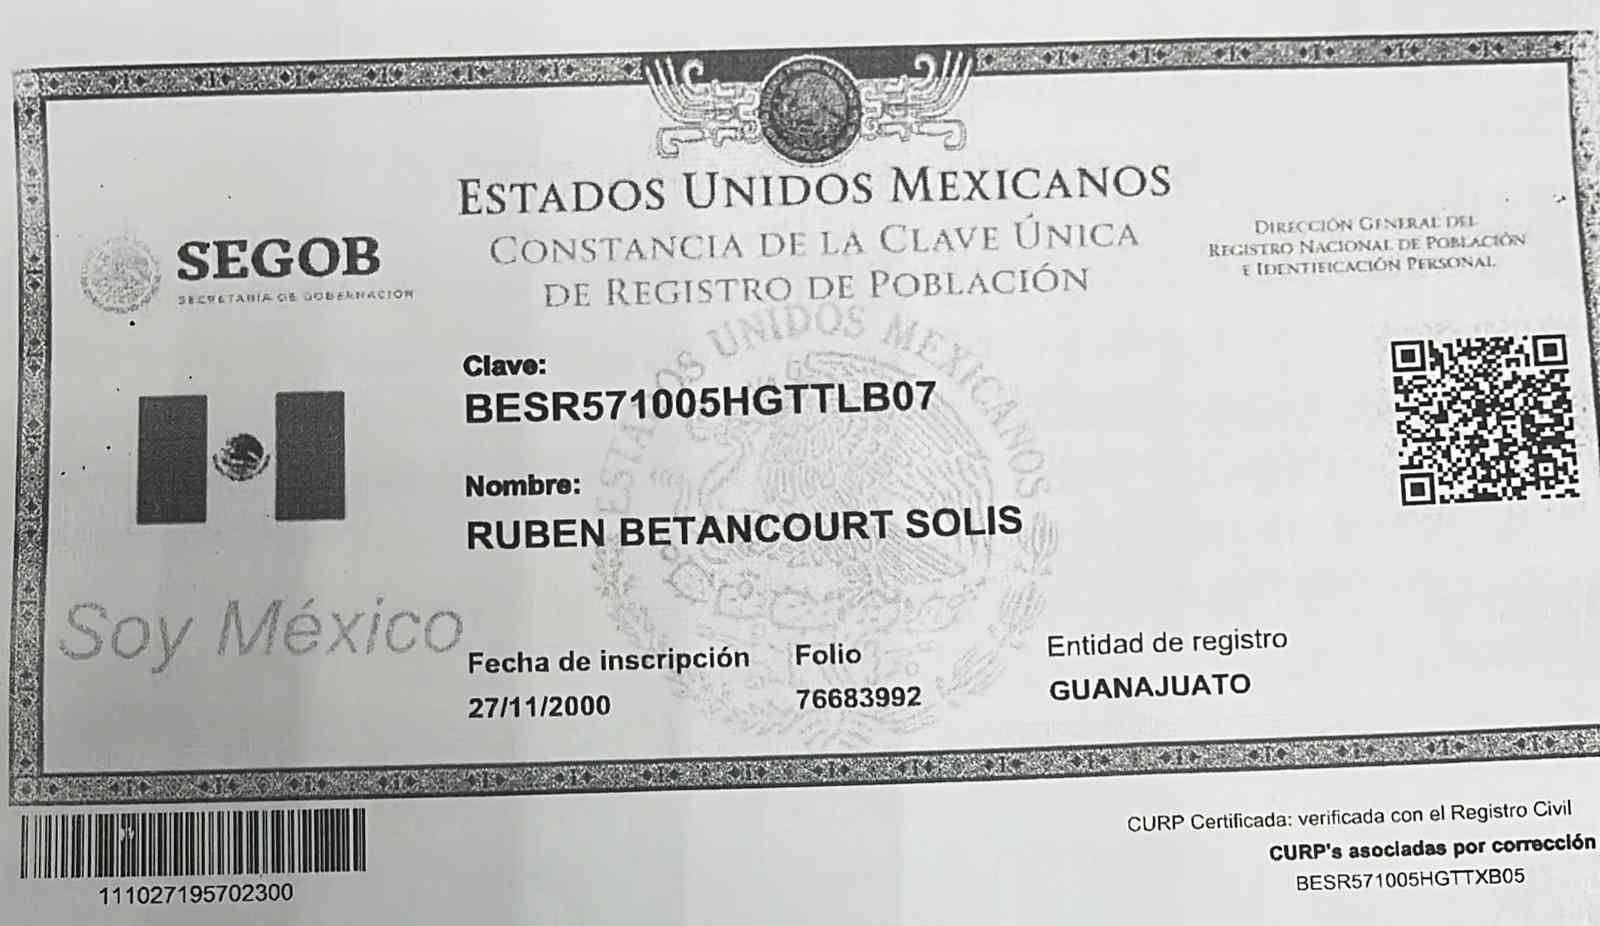 ESTADOS UNIDOS MEXICANOS
CONSTANCIA DE LA CLAVE ÚNICA
DE REGISTRO DE POBLACIÓN
SEGOB
SECRETARÍA DE GOBERNACIÓN
DIRECCIÓN GENERAL DEL
REGISTRO NACIONAL DE POBLACIÓN
E IDENTIFICACIÓN PERSONAL
ESTADOS UNIDOS MEXICANOS
Clave:
BESR571005HGTTLB07
Nombre:
RUBEN BETANCOURT SOLIS
Soy México
Fecha de inscripción
27/11/2000
Folio
76683992
Entidad de registro
GUANAJUATO
111027195702300
CURP Certificada: verificada con el Registro Civil
CURP's asociadas por corrección
BESR571005HGTTXB05